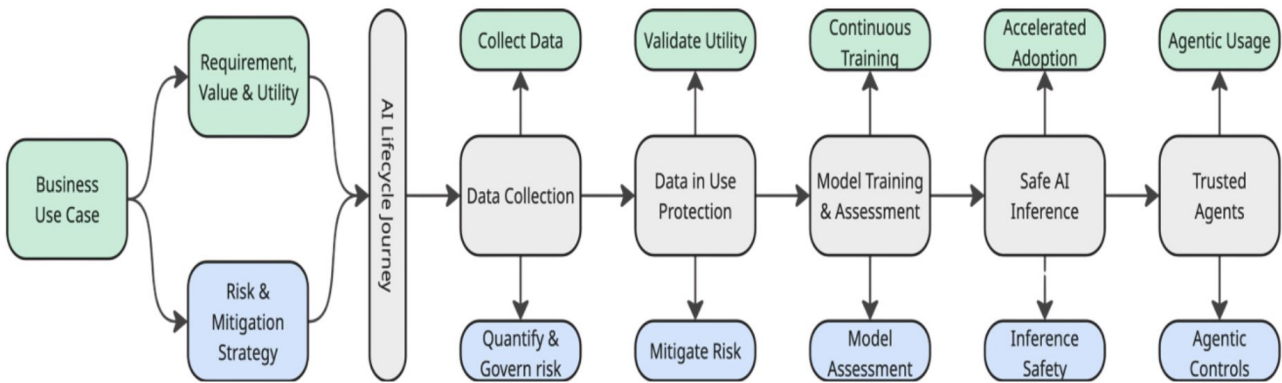 Business
Use Case
Requirement,
Value & Utility
Risk &
Mitigation
Strategy
AI Lifecycle Journey
Collect Data
Data Collection
Quantify &
Govern risk
Validate Utility
Data in Use
Protection
Mitigate Risk
Continuous
Training
Model Training
& Assessment
Model
Assessment
Accelerated
Adoption
Safe AI
Inference
Inference
Safety
Agentic Usage
Trusted
Agents
Agentic
Controls